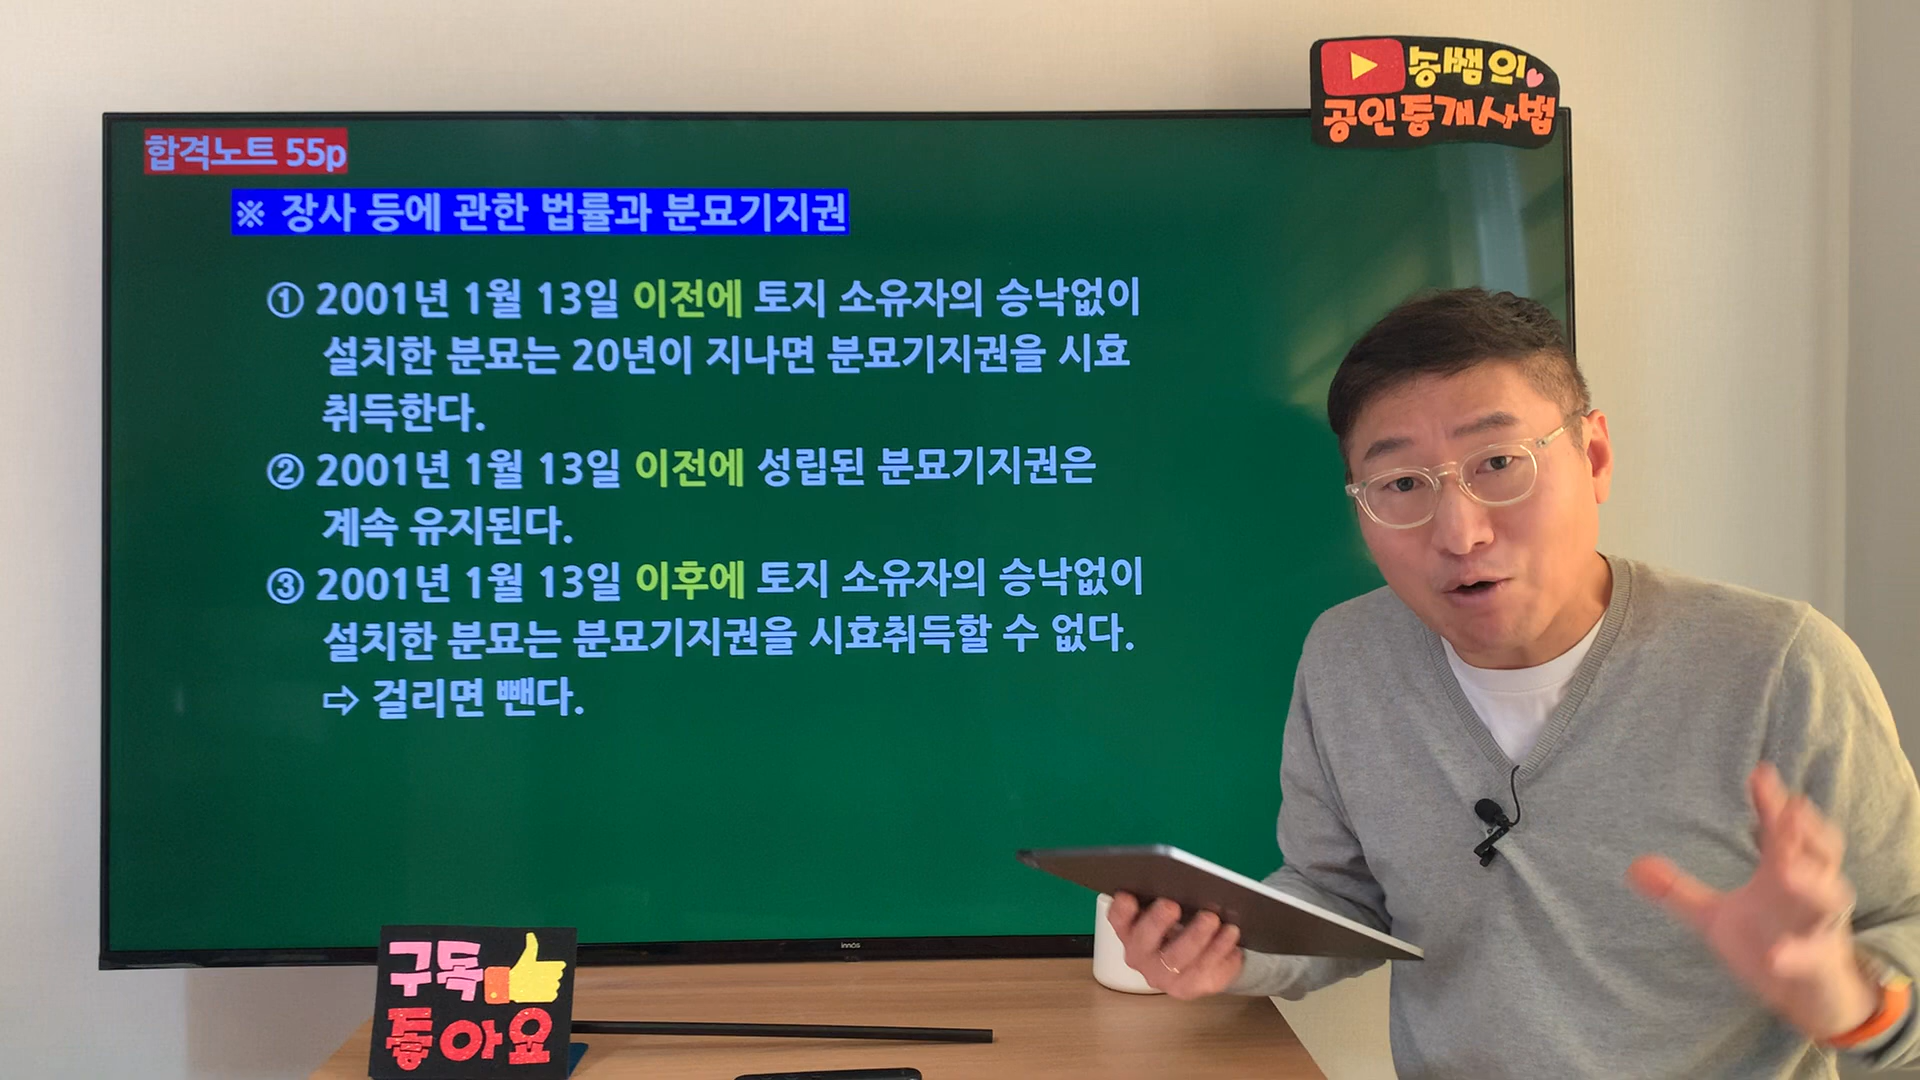 송쌤의
공인중개사법
합격노트 55p
※ 장사 등에 관한 법률과 분묘기지권
① 2001년 1월 13일 이전에 토지 소유자의 승낙없이
설치한 분묘는 20년이 지나면 분묘기지권을 시효
취득한다.
② 2001년 1월 13일 이전에 성립된 분묘기지권은
계속 유지된다.
③ 2001년 1월 13일 이후에 토지 소유자의 승낙없이
설치한 분묘는 분묘기지권을 시효취득할 수 없다.
⇨ 걸리면 뺀다.
innos
구독
좋아요